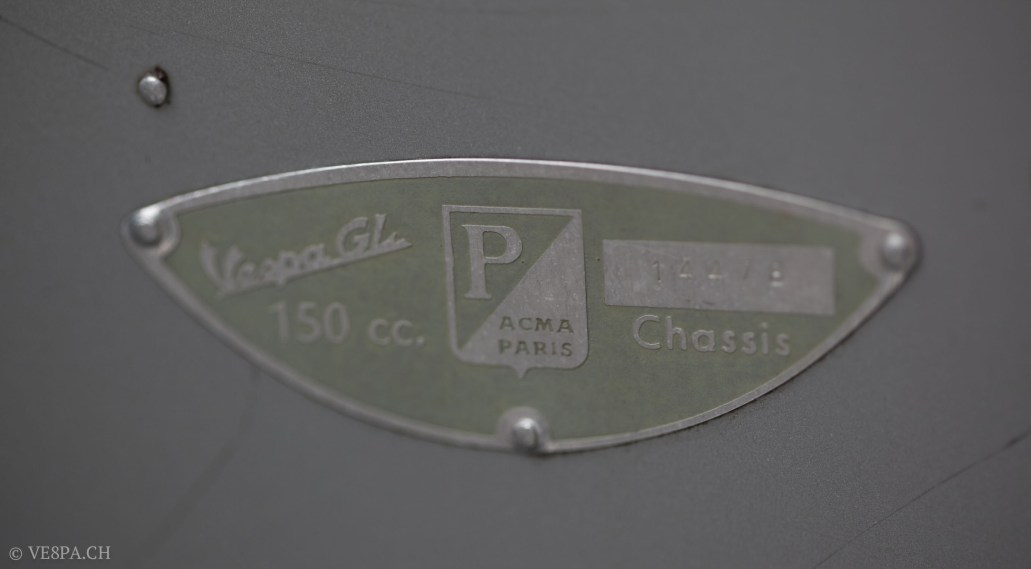 Vespa GL
150 cc.
P
ACMA
PARIS
Chassis
© VE8PA.CH